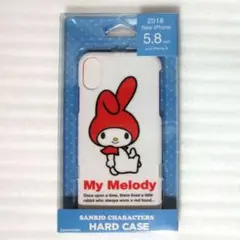 2018
New iPhone
5.8 inch
My Melody
Once upon a time, there lived a little
rabbit who always wore a red hood...
SANRIO CHARACTERS
HARD CASE